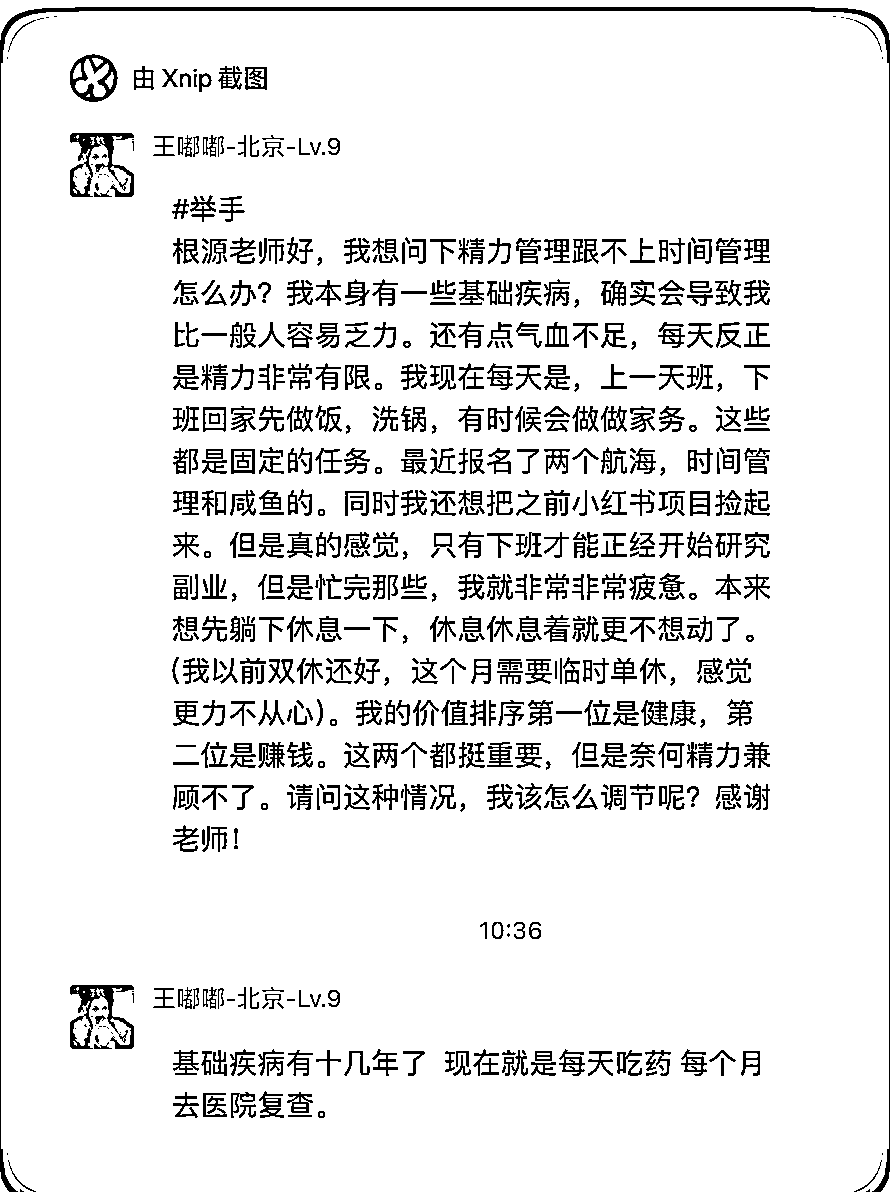 由 Xnip 截图
王嘟嘟-北京-Lv.9
#举手
根源老师好，我想问下精力管理跟不上时间管理
怎么办？我本身有一些基础疾病，确实会导致我
比一般人容易乏力。还有点气血不足，每天反正
是精力非常有限。我现在每天是，上一天班，下
班回家先做饭，洗锅，有时候会做做家务。这些
都是固定的任务。最近报名了两个航海，时间管
理和咸鱼的。同时我还想把之前小红书项目捡起
来。但是真的感觉，只有下班才能正经开始研究
副业，但是忙完那些，我就非常非常疲惫。本来
想先躺下休息一下，休息休息着就更不想动了。
(我以前双休还好，这个月需要临时单休，感觉
更力不从心)。我的价值排序第一位是健康，第
二位是赚钱。这两个都挺重要，但是奈何精力兼
顾不了。请问这种情况，我该怎么调节呢？感谢
老师！
10:36
王嘟嘟-北京-Lv.9
基础疾病有十几年了 现在就是每天吃药 每个月
去医院复查。